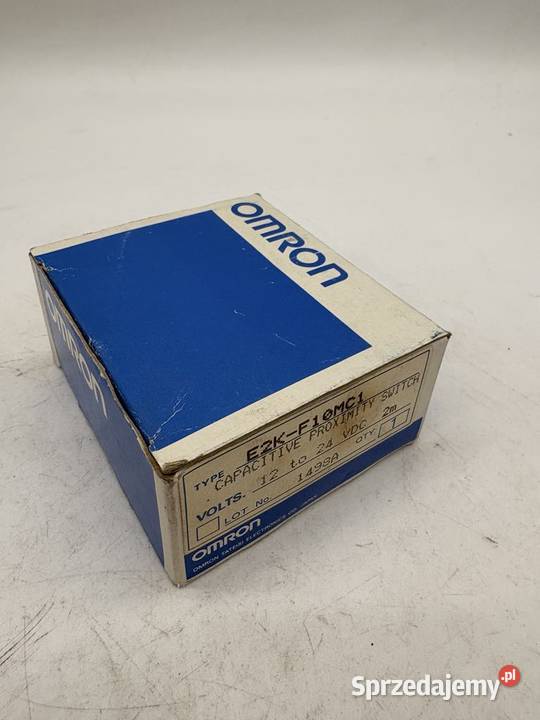 OMRON
OMRON
TYPE E2K-F10MC1
CAPACITIVE PROXIMITY SWITCH
VOLTS. 12 to 24 VDC 2m
LOT No 1498A QTY. 1
OMRON
OMRON TATEISI ELECTRONICS CO. JAPAN
Sprzedajemy.pl